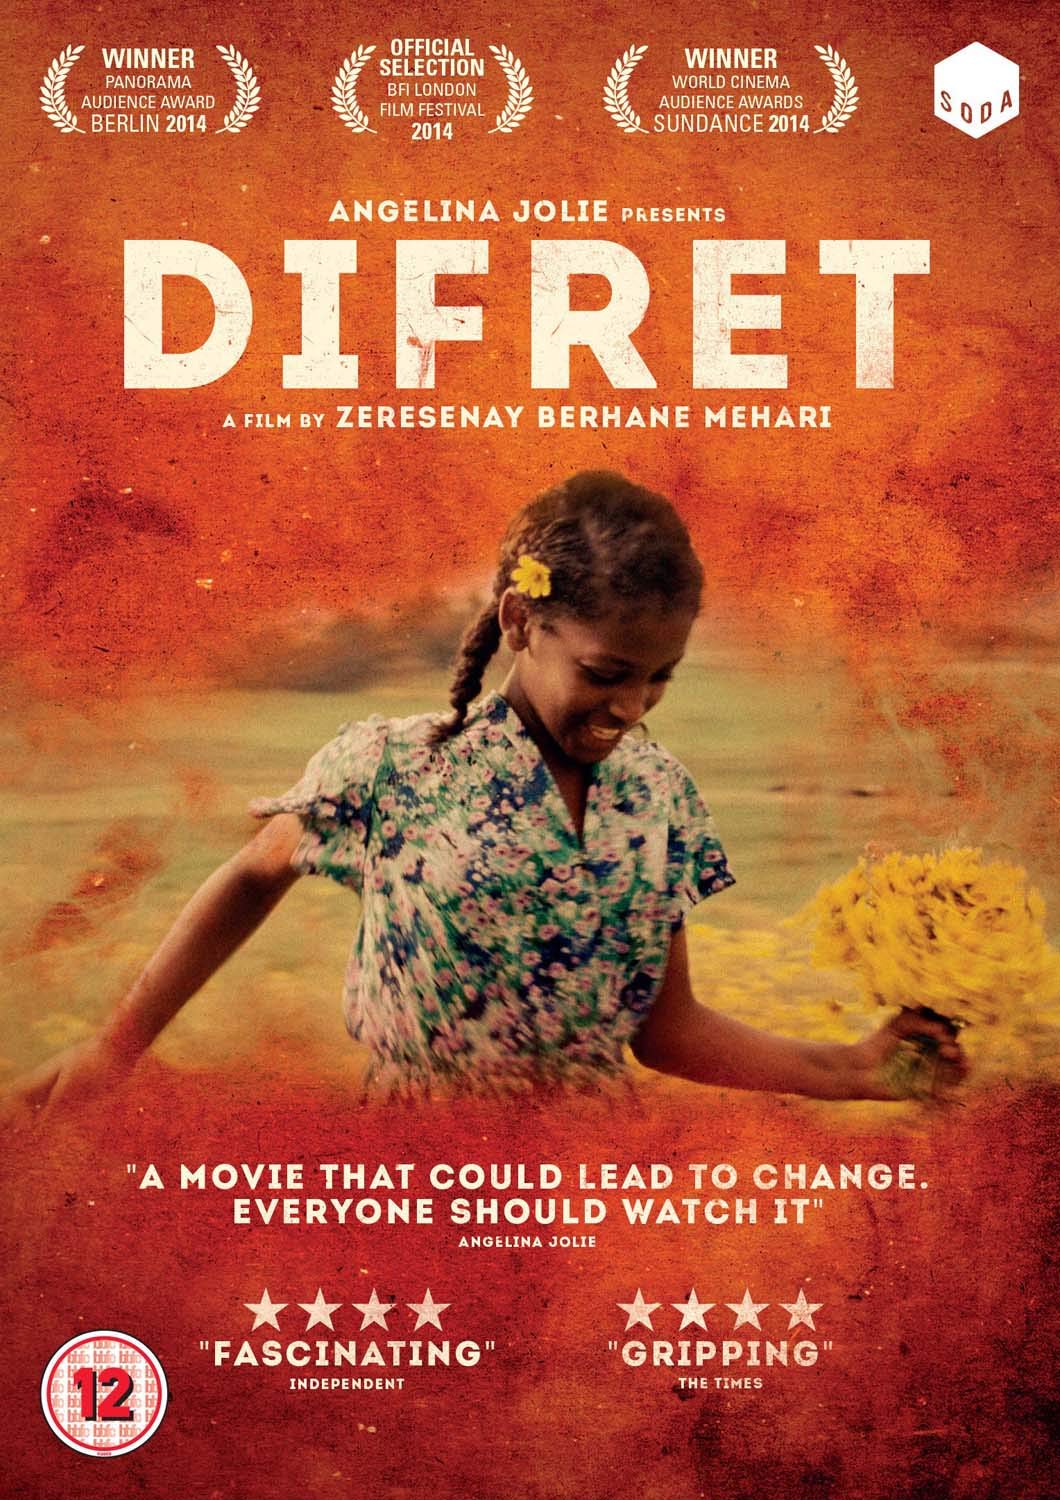 WINNER
PANORAMA
AUDIENCE AWARD
BERLIN 2014
OFFICIAL
SELECTION
BFI LONDON
FILM FESTIVAL
2014
WINNER
WORLD CINEMA
AUDIENCE AWARDS
SUNDANCE 2014
SODA
ANGELINA JOLIE PRESENTS
DIFRET
A FILM BY ZERESENAY BERHANE MEHARI
"A MOVIE THAT COULD LEAD TO CHANGE.
EVERYONE SHOULD WATCH IT"
ANGELINA JOLIE
"FASCINATING"
INDEPENDENT
"GRIPPING"
THE TIMES
12